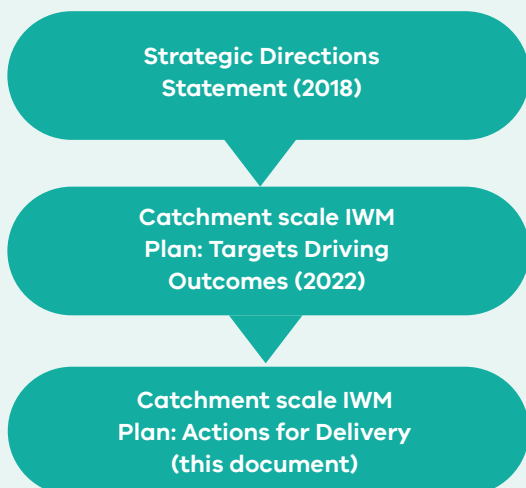 Strategic Directions
Statement (2018)
Catchment scale IWM
Plan: Targets Driving
Outcomes (2022)
Catchment scale IWM
Plan: Actions for Delivery
(this document)